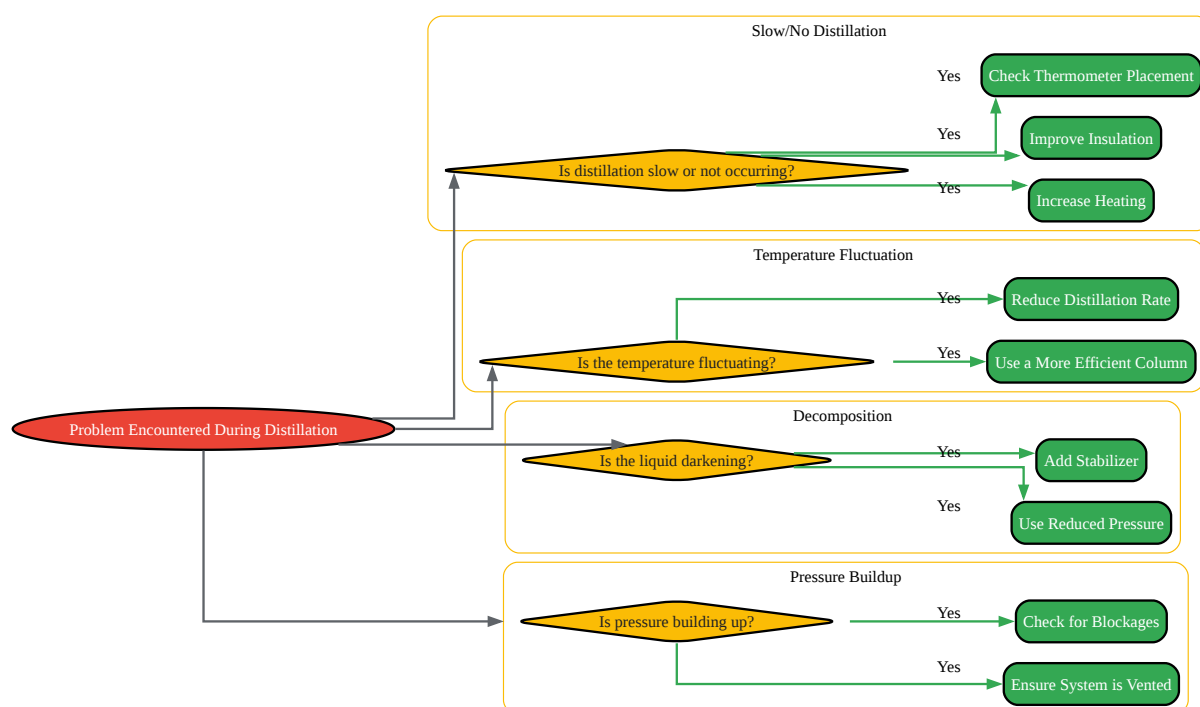 Slow/No Distillation
Yes
Check Thermometer Placement
Yes
Improve Insulation
Is distillation slow or not occurring?
Yes
Increase Heating
Temperature Fluctuation
Yes
Reduce Distillation Rate
Is the temperature fluctuating?
Yes
Use a More Efficient Column
Problem Encountered During Distillation
Decomposition
Is the liquid darkening?
Yes
Add Stabilizer
Yes
Use Reduced Pressure
Pressure Buildup
Is pressure building up?
Yes
Check for Blockages
Yes
Ensure System is Vented